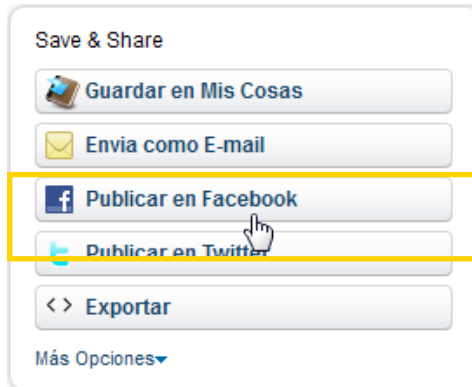 Save & Share
Guardar en Mis Cosas
Envia como E-mail
Publicar en Facebook
Publicar en Twitter
Exportar
Más Opciones